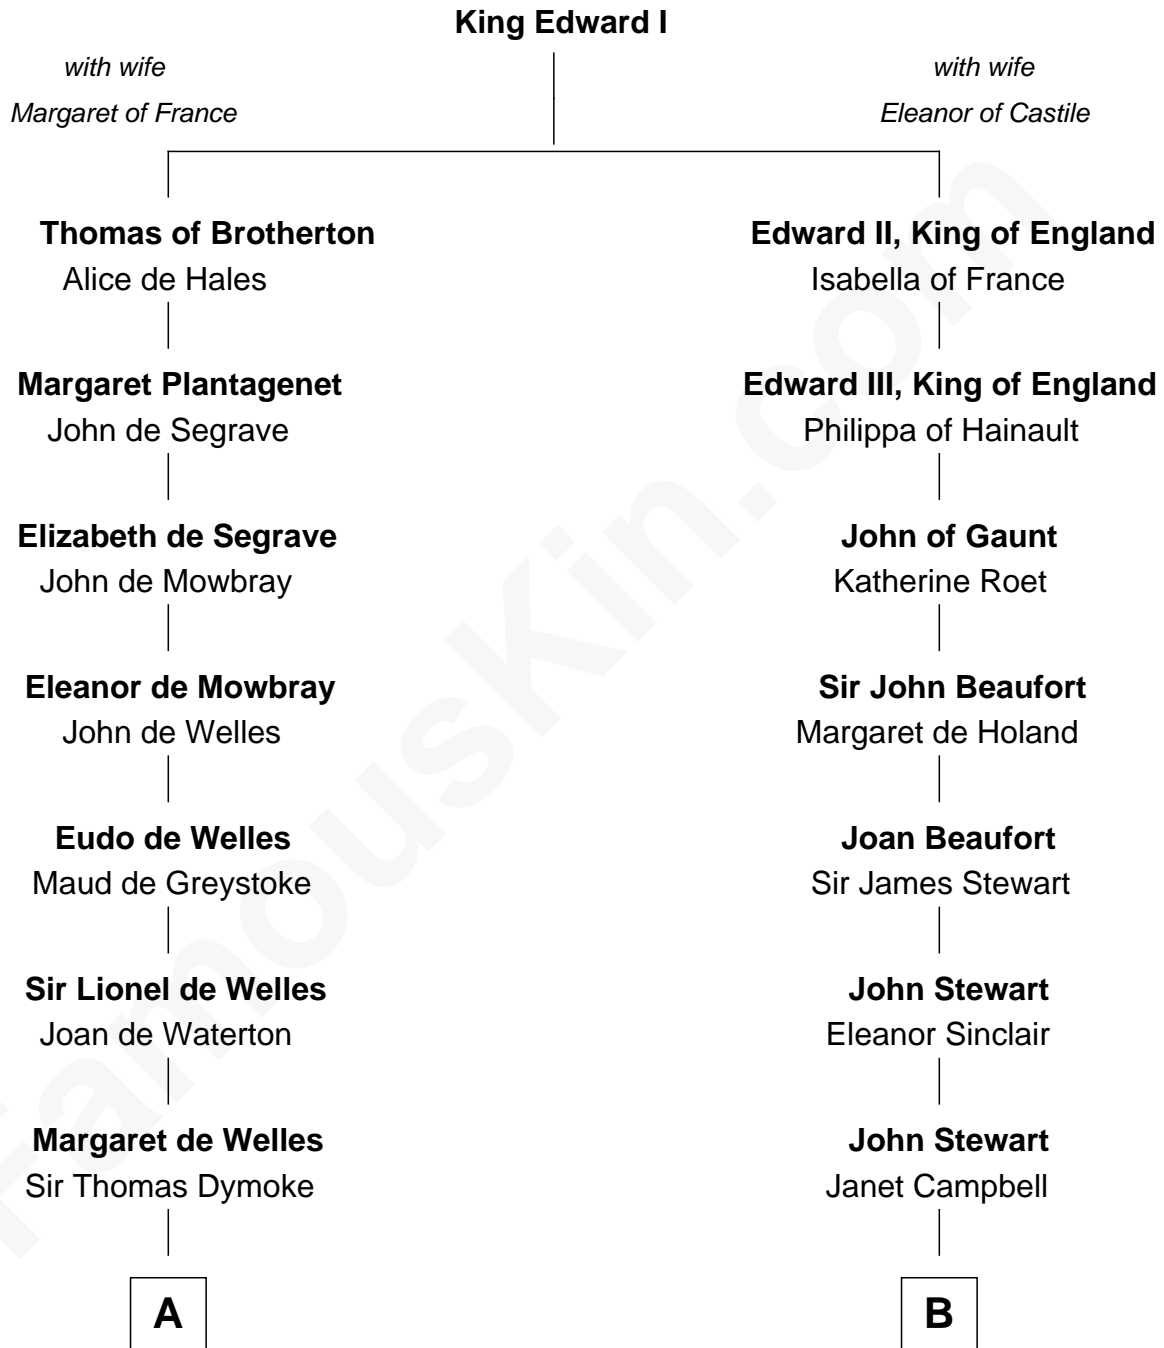 King Edward I
with wife
Margaret of France
with wife
Eleanor of Castile
Thomas of Brotherton
Alice de Hales
Edward II, King of England
Isabella of France
Margaret Plantagenet
John de Segrave
Edward III, King of England
Philippa of Hainault
Elizabeth de Segrave
John de Mowbray
John of Gaunt
Katherine Roet
Eleanor de Mowbray
John de Welles
Sir John Beaufort
Margaret de Holand
Eudo de Welles
Maud de Greystoke
Joan Beaufort
Sir James Stewart
Sir Lionel de Welles
Joan de Waterton
John Stewart
Eleanor Sinclair
Margaret de Welles
Sir Thomas Dymoke
John Stewart
Janet Campbell
A
B
FamousKin.com